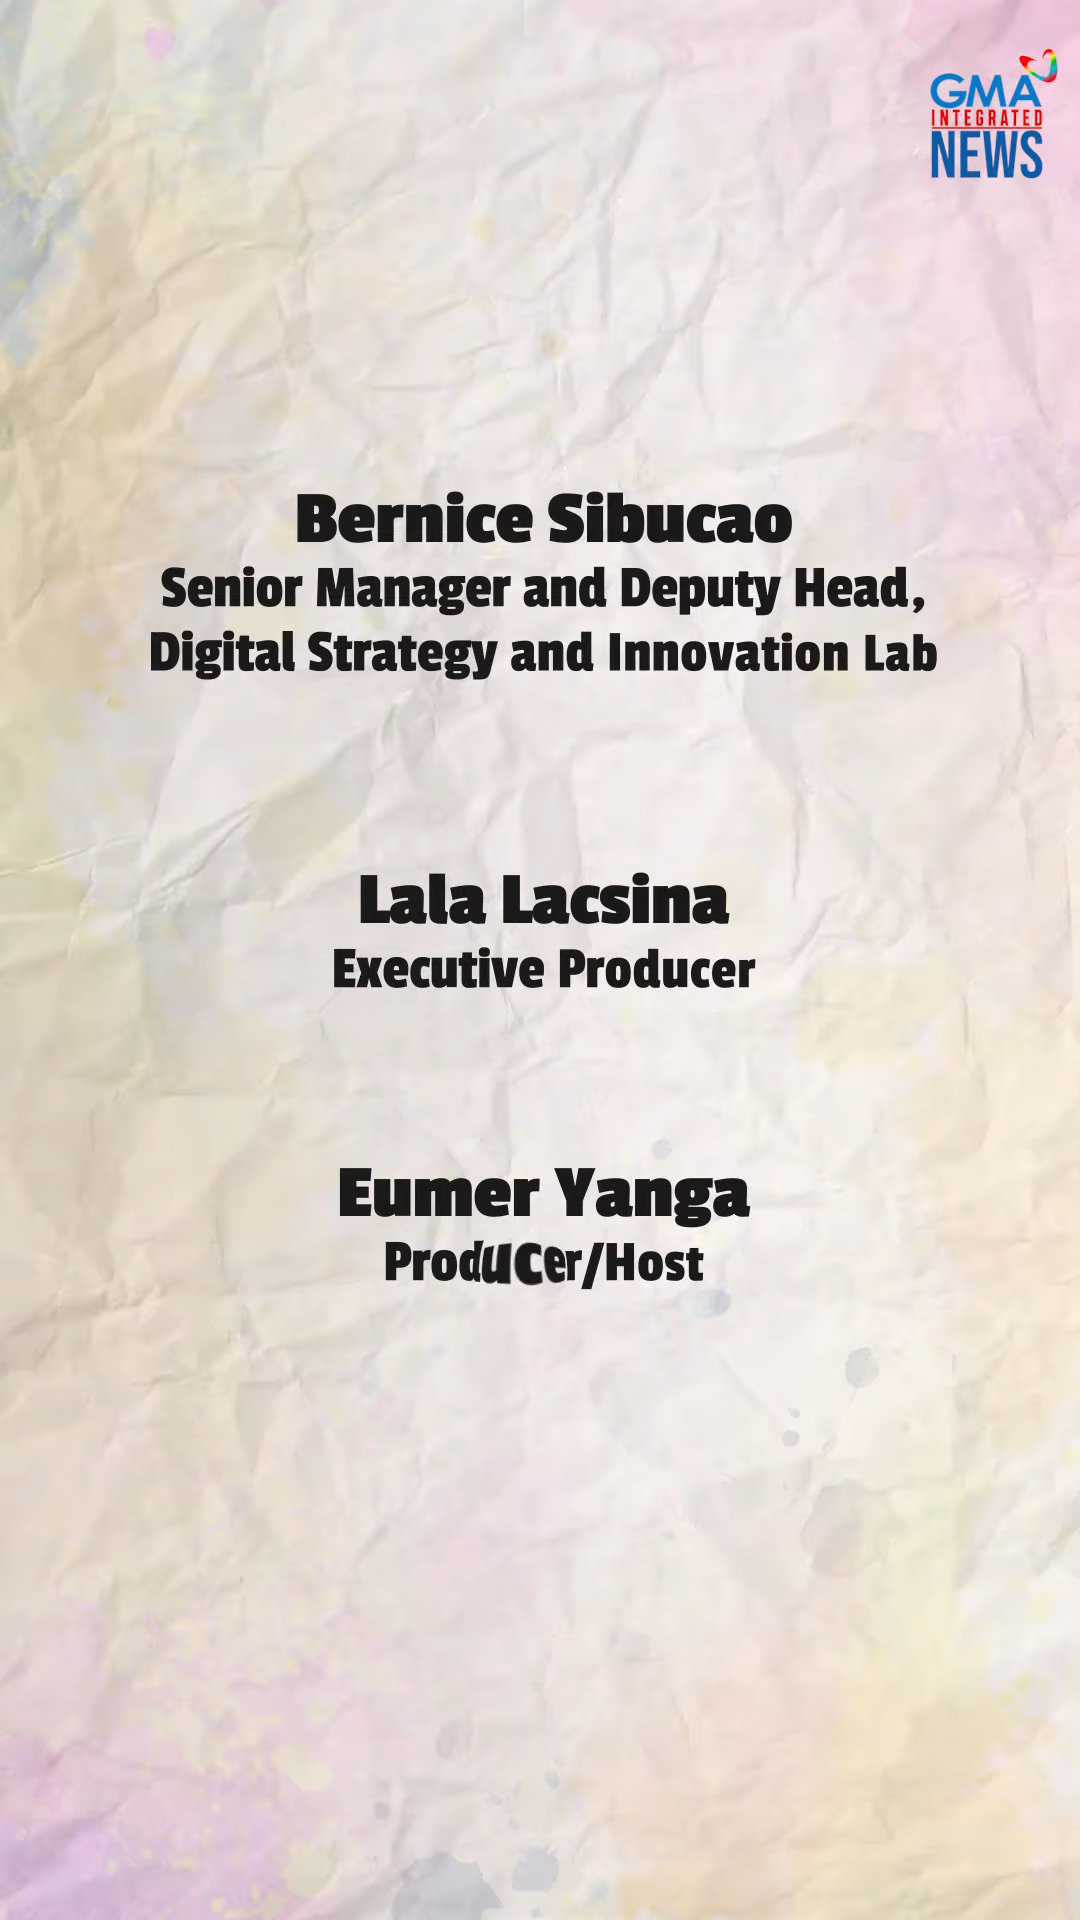 GMA
INTEGRATED
NEWS
Bernice Sibucao
Senior Manager and Deputy Head,
Digital Strategy and Innovation Lab
Lala Lacsina
Executive Producer
Eumer Yanga
Producer/Host